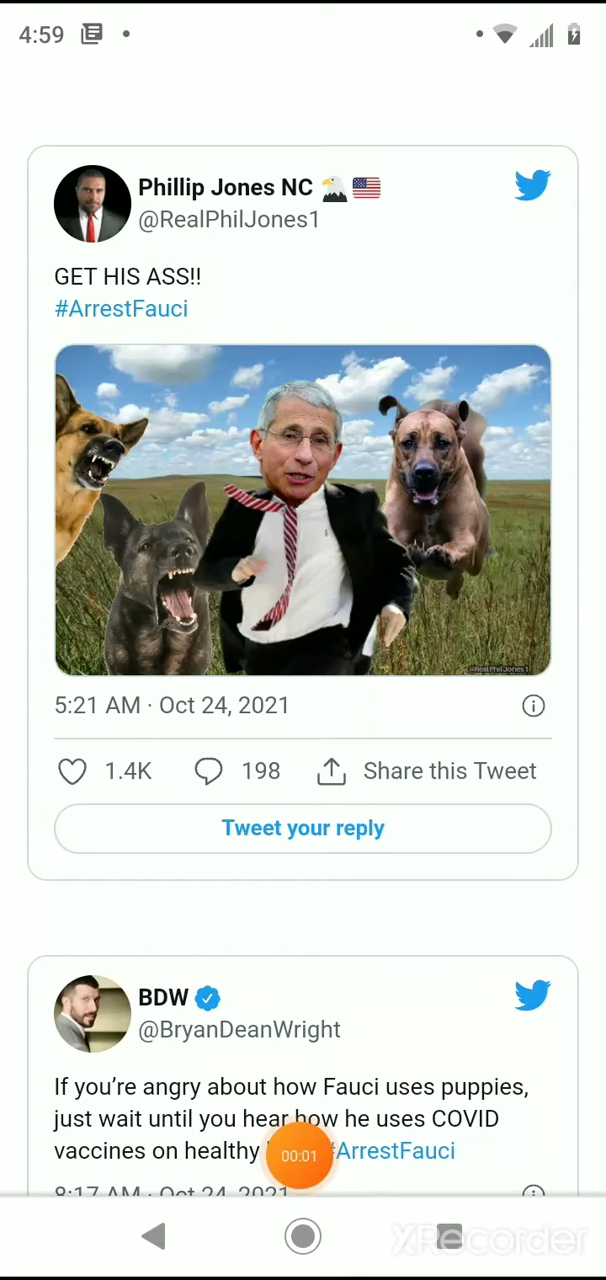 4:59
Phillip Jones NC
@RealPhilJones1
GET HIS ASS!!
#ArrestFauci
@RealPhilJones1
5:21 AM · Oct 24, 2021
1.4K 198 Share this Tweet
Tweet your reply
BDW
@BryanDeanWright
If you’re angry about how Fauci uses puppies,
just wait until you hear how he uses COVID
vaccines on healthy #ArrestFauci
00:01
8:17 AM · Oct 24, 2021
XRecorder